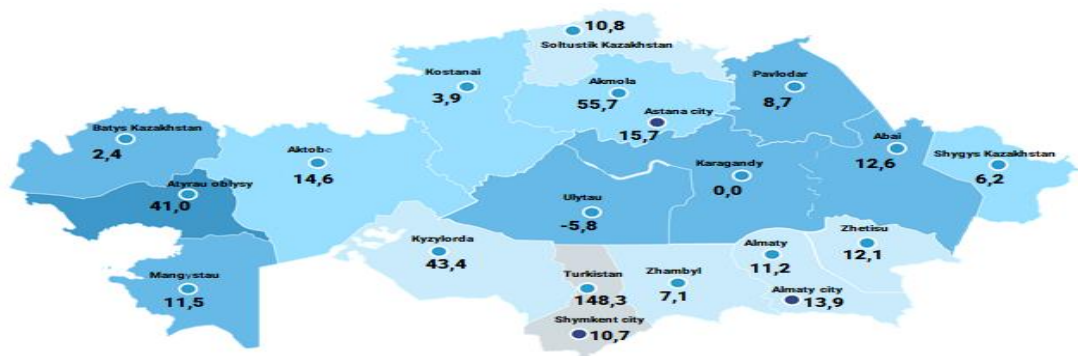 10,8
Soltustik Kazakhstan
Kostanai
3,9
Akmola
55,7
Astana city
15,7
Pavlodar
8,7
Batys Kazakhstan
2,4
Aktobe
14,6
Atyrau oblysy
41,0
Abai
12,6
Shygys Kazakhstan
6,2
Karagandy
0,0
Ulytau
-5,8
Mangystau
11,5
Kyzylorda
43,4
Turkistan
148,3
Shymkent city
10,7
Zhambyl
7,1
Almaty
11,2
Almaty city
13,9
Zhetisu
12,1